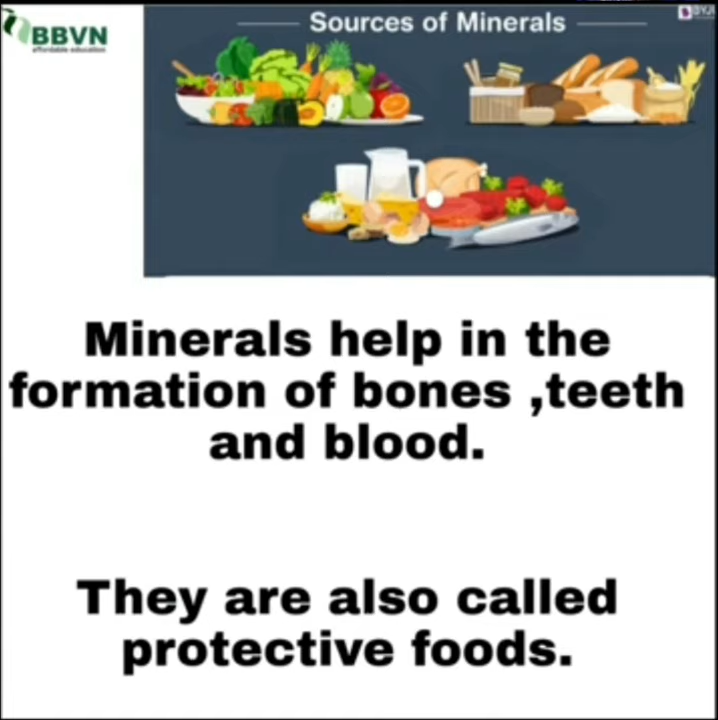 BBVN
affordable education
Sources of Minerals
Minerals help in the
formation of bones ,teeth
and blood.
They are also called
protective foods.